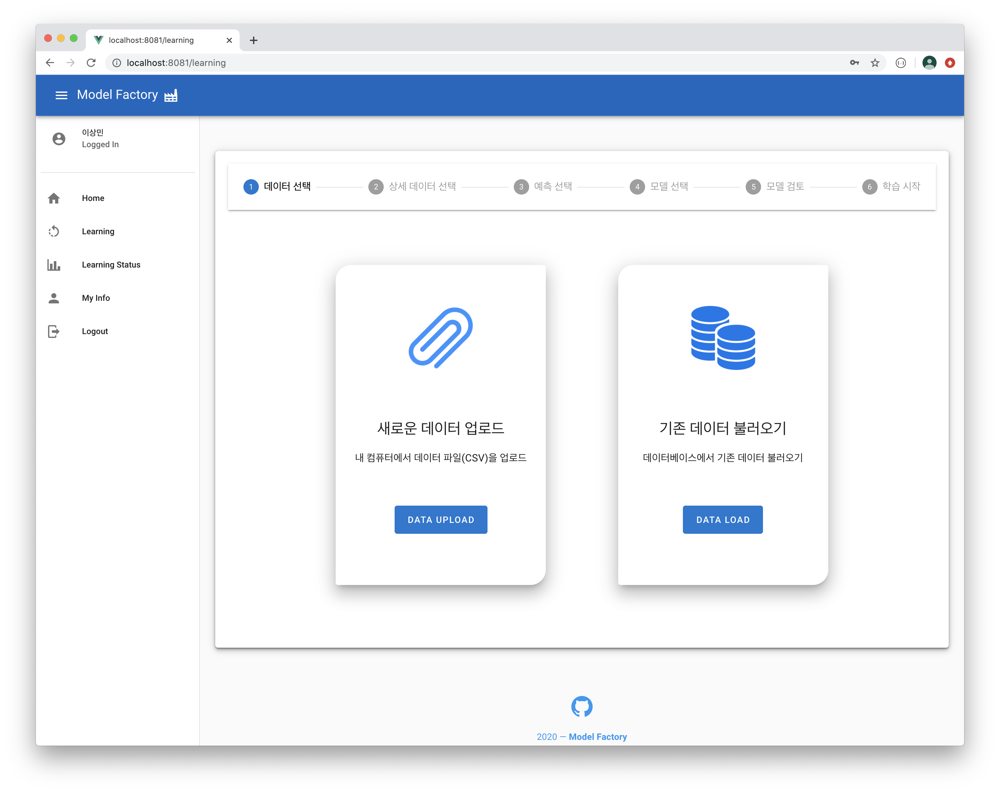 localhost:8081/learning
localhost:8081/learning
Model Factory
이상민
Logged In
Home
Learning
Learning Status
My Info
Logout
1 데이터 선택
2 상세 데이터 선택
3 예측 선택
4 모델 선택
5 모델 검토
6 학습 시작
새로운 데이터 업로드
내 컴퓨터에서 데이터 파일(CSV)을 업로드
DATA UPLOAD
기존 데이터 불러오기
데이터베이스에서 기존 데이터 불러오기
DATA LOAD
2020 — Model Factory